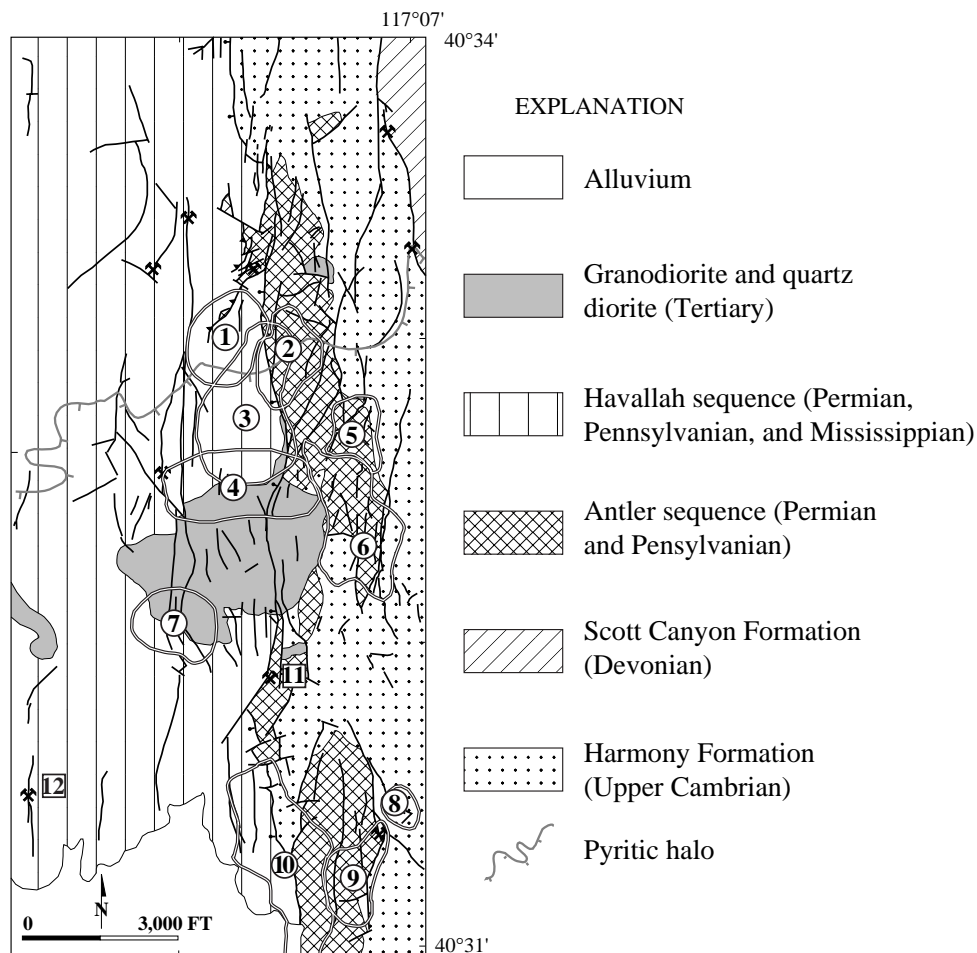 117°07'
40°34'
EXPLANATION
Alluvium
Granodiorite and quartz
diorite (Tertiary)
Havallah sequence (Permian,
Pennsylvanian, and Mississippian)
Antler sequence (Permian
and Pensylvanian)
Scott Canyon Formation
(Devonian)
Harmony Formation
(Upper Cambrian)
Pyritic halo
1
2
3
5
4
6
7
11
12
8
10
9
N
0 3,000 FT
40°31'